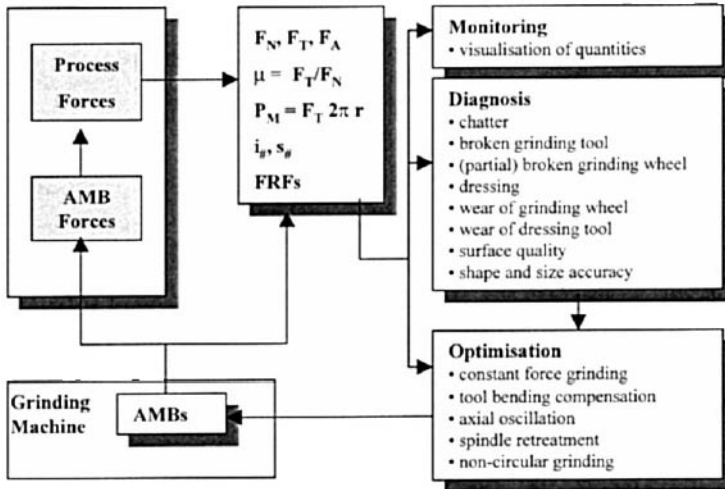 Process
Forces
AMB
Forces
F_N, F_T, F_A
μ = F_T/F_N
P_M = F_T 2π r
i_#, s_#
FRFs
Monitoring
• visualisation of quantities
Diagnosis
• chatter
• broken grinding tool
• (partial) broken grinding wheel
• dressing
• wear of grinding wheel
• wear of dressing tool
• surface quality
• shape and size accuracy
Optimisation
• constant force grinding
• tool bending compensation
• axial oscillation
• spindle retreatment
• non-circular grinding
Grinding
Machine
AMBs